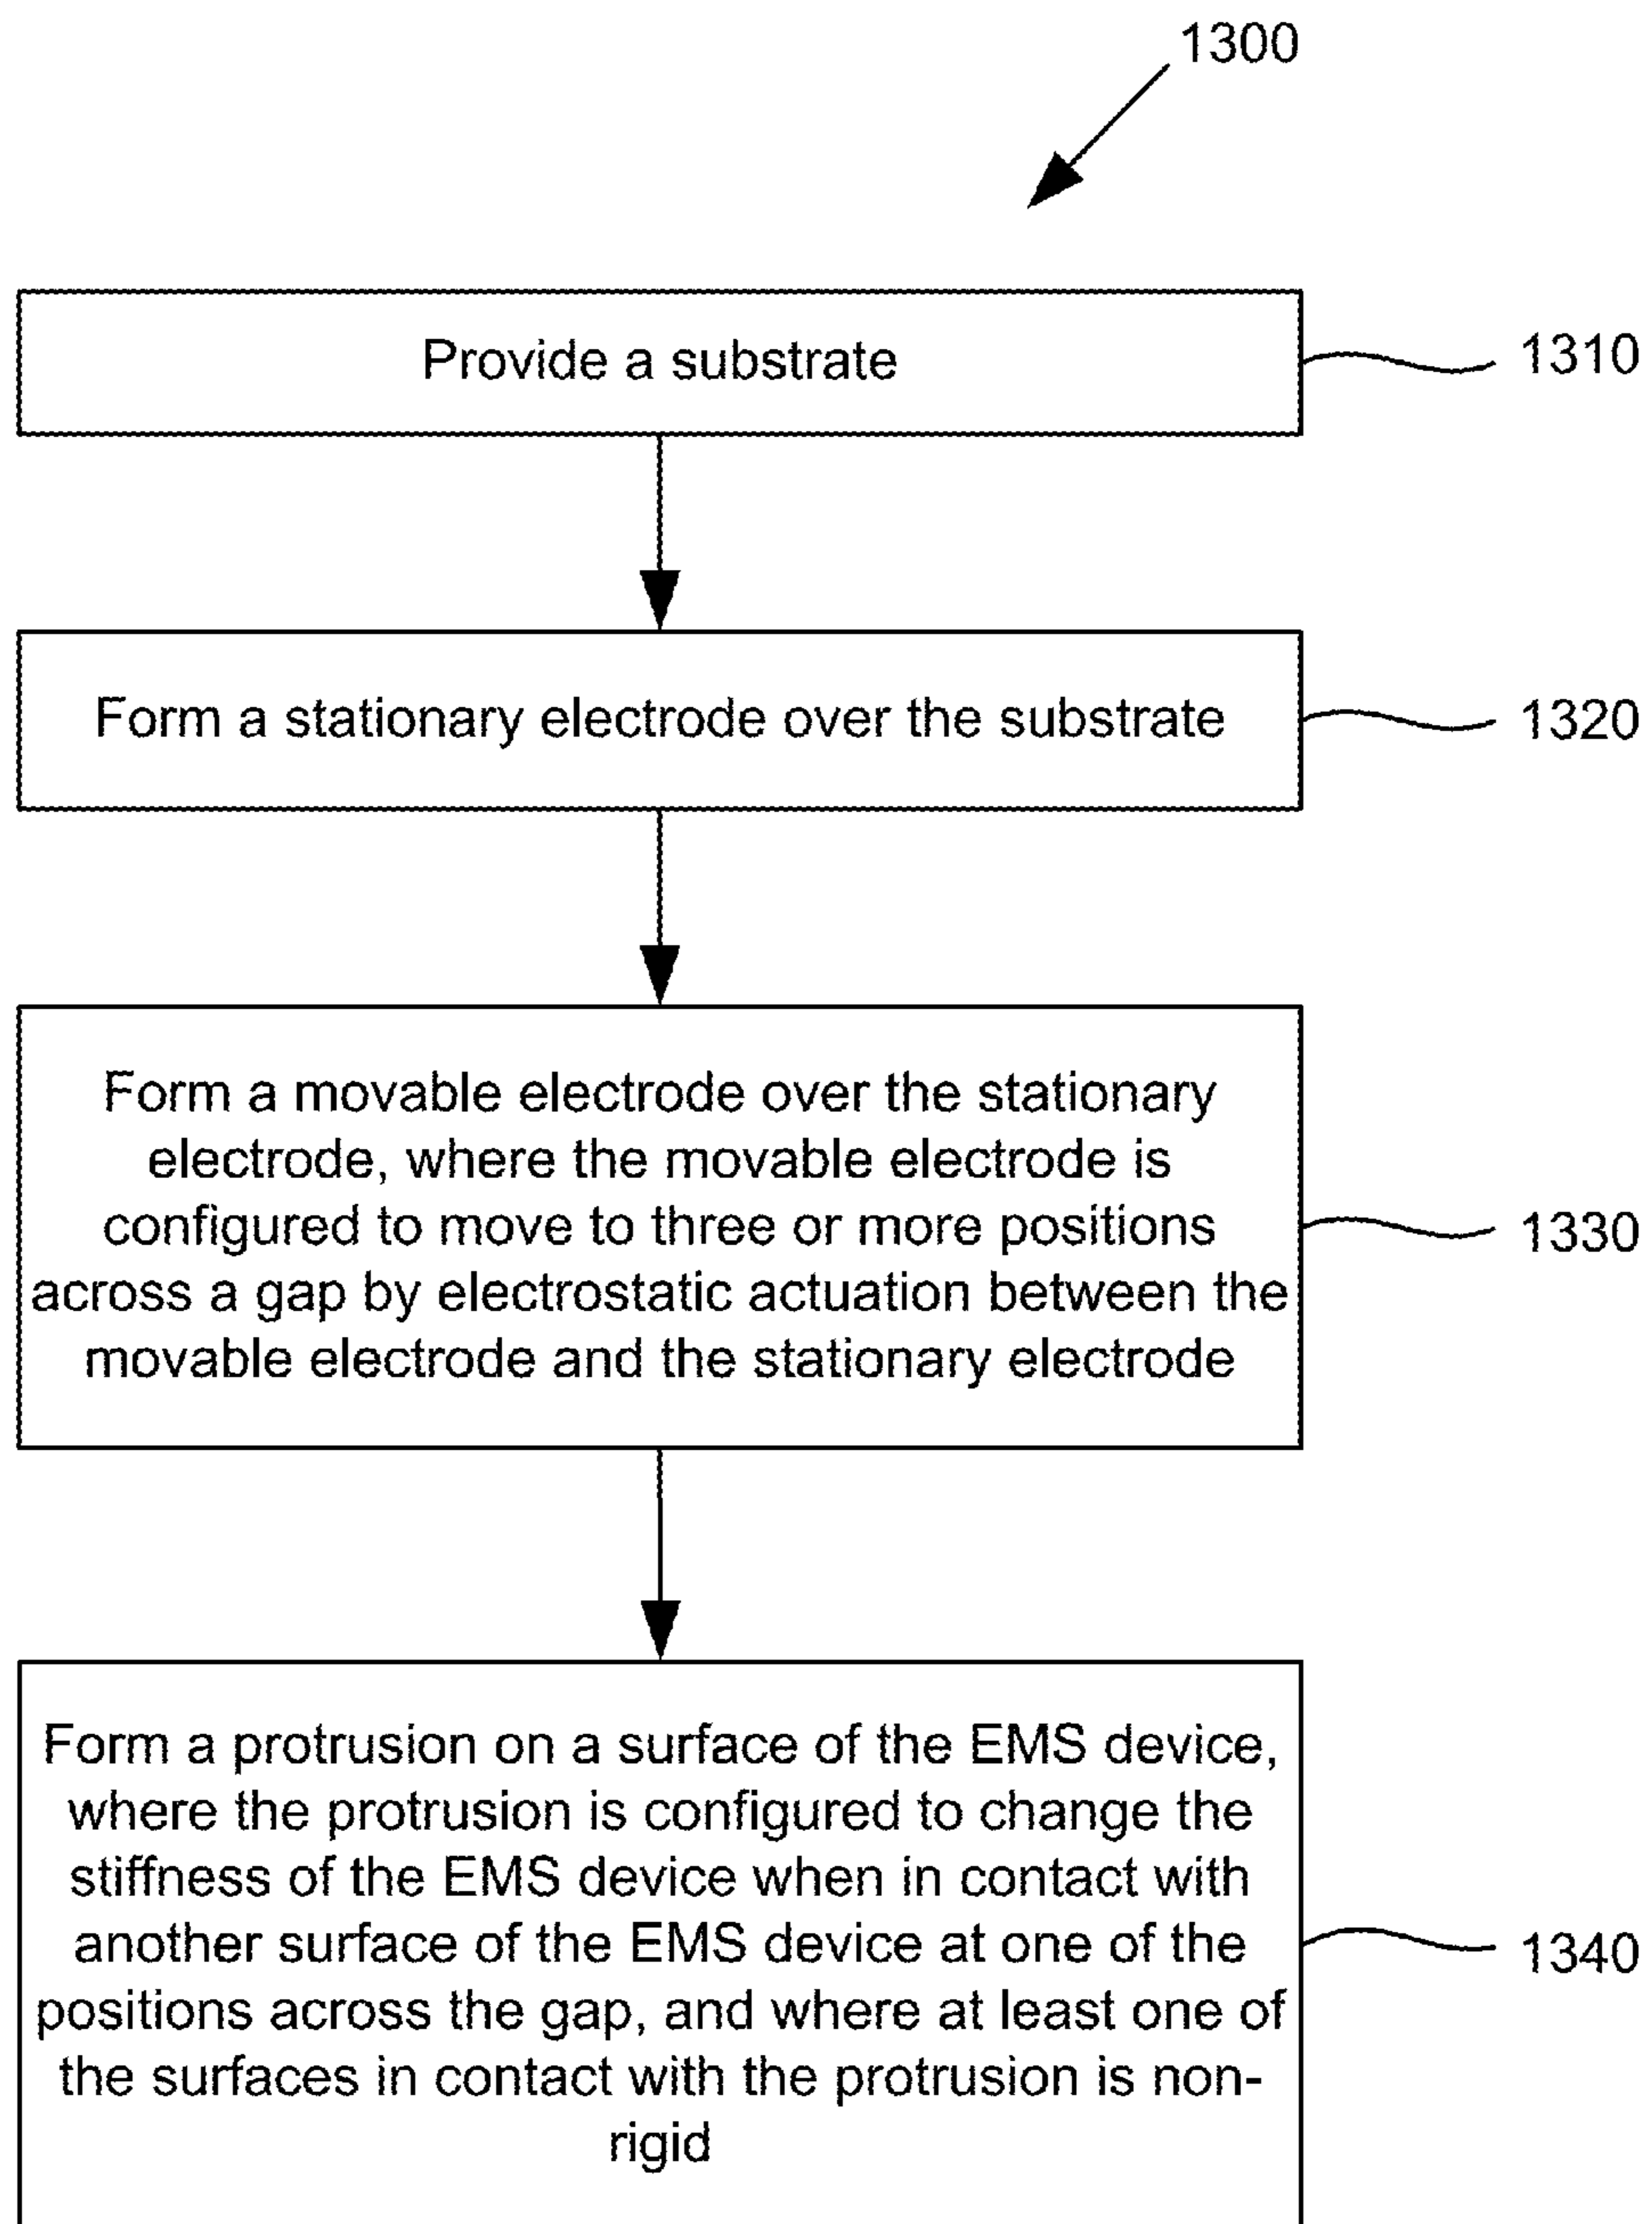 1300
Provide a substrate
1310
Form a stationary electrode over the substrate
1320
Form a movable electrode over the stationary
electrode, where the movable electrode is
configured to move to three or more positions
across a gap by electrostatic actuation between the
movable electrode and the stationary electrode
1330
Form a protrusion on a surface of the EMS device,
where the protrusion is configured to change the
stiffness of the EMS device when in contact with
another surface of the EMS device at one of the
positions across the gap, and where at least one of
the surfaces in contact with the protrusion is non-
rigid
1340